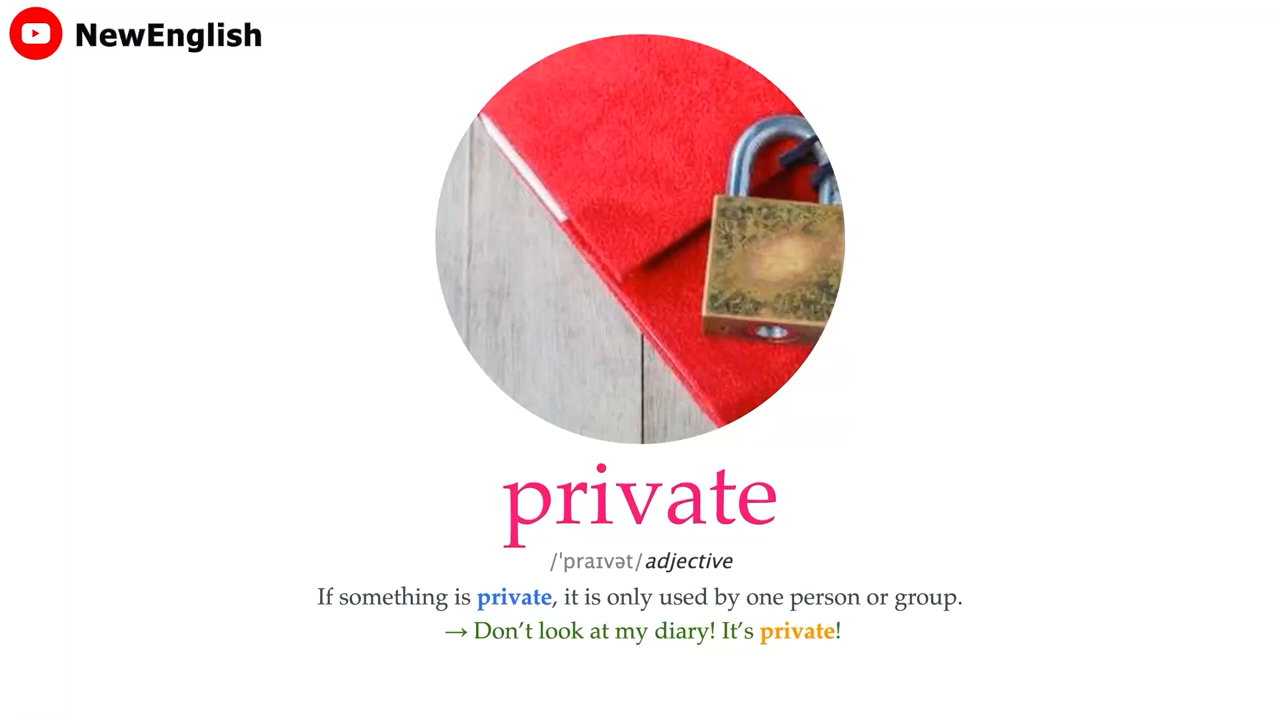 NewEnglish
private
/ˈpraɪvət/adjective
If something is private, it is only used by one person or group.
→ Don’t look at my diary! It’s private!